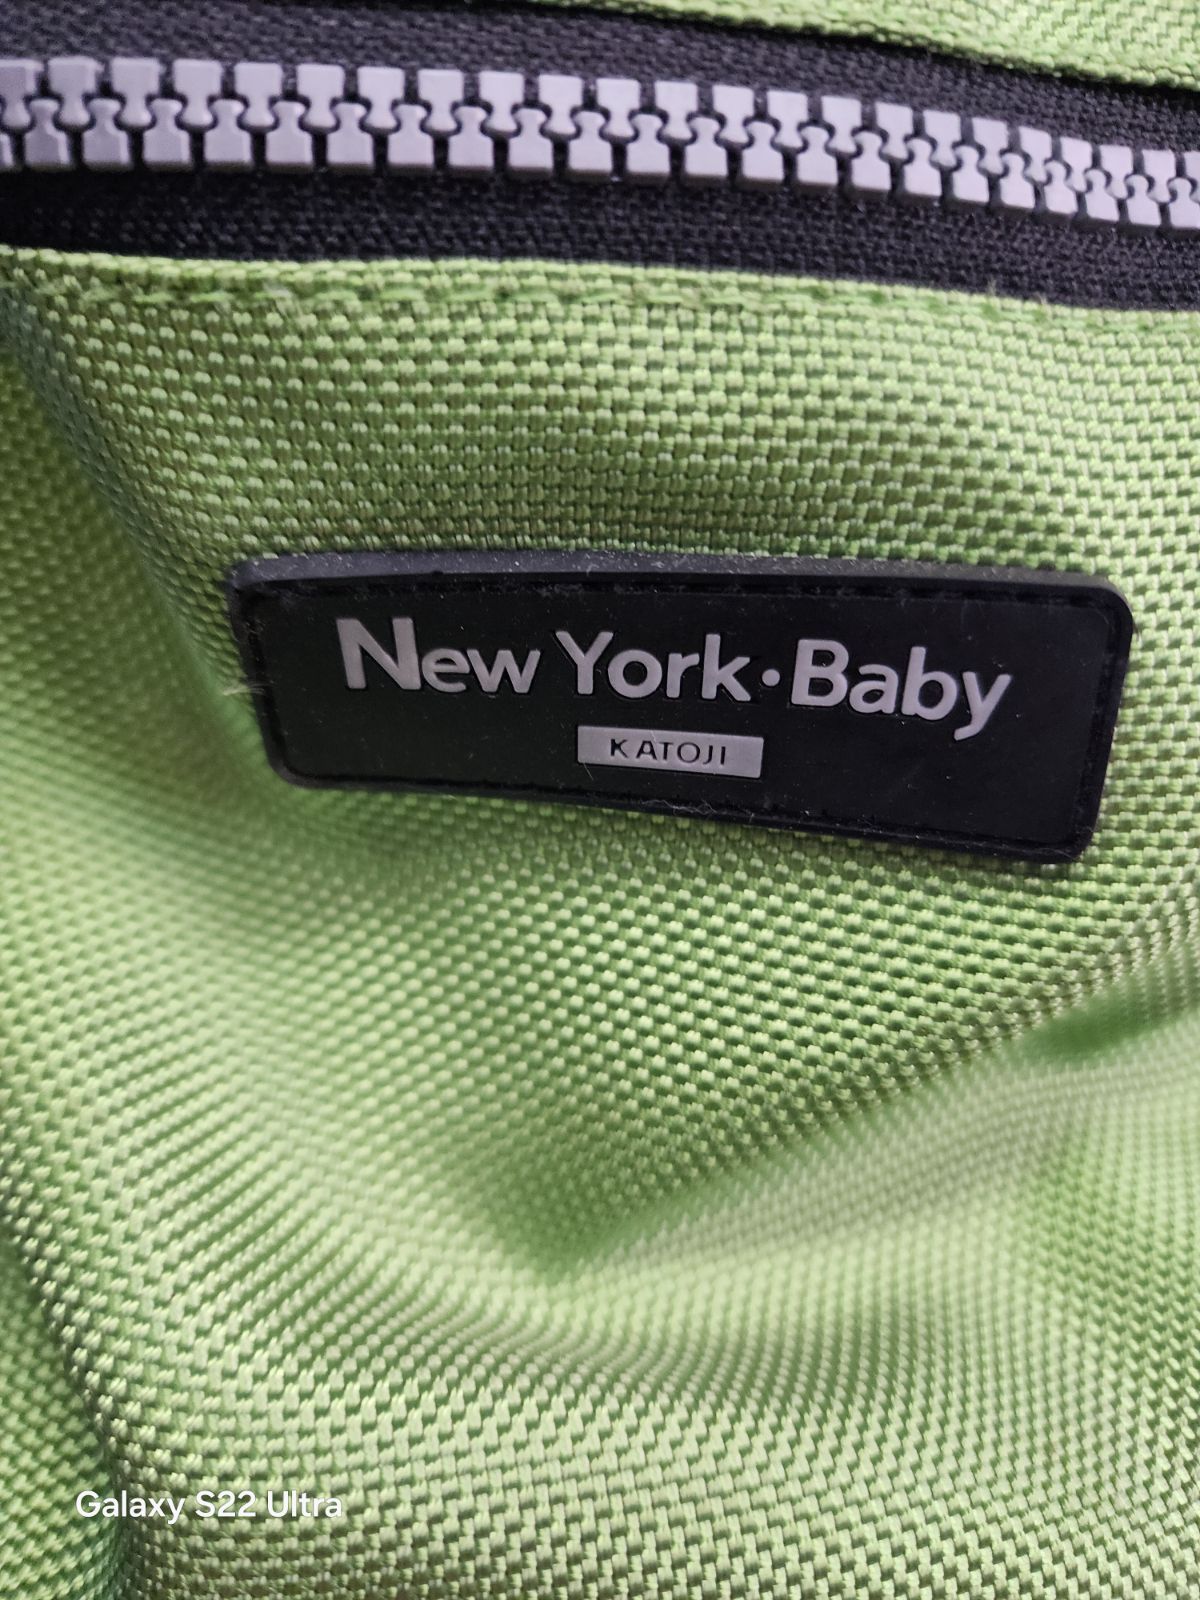 New York·Baby
KATOJI
Galaxy S22 Ultra